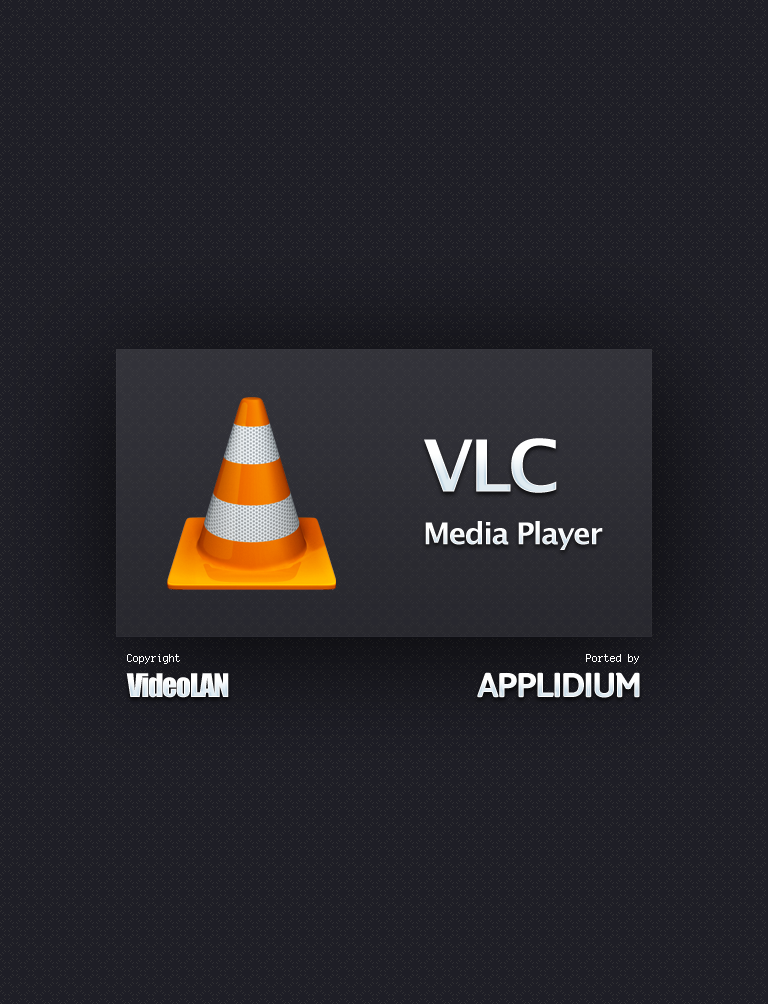 VLC
Media Player
Copyright
VideoLAN
Ported by
APPLIDIUM